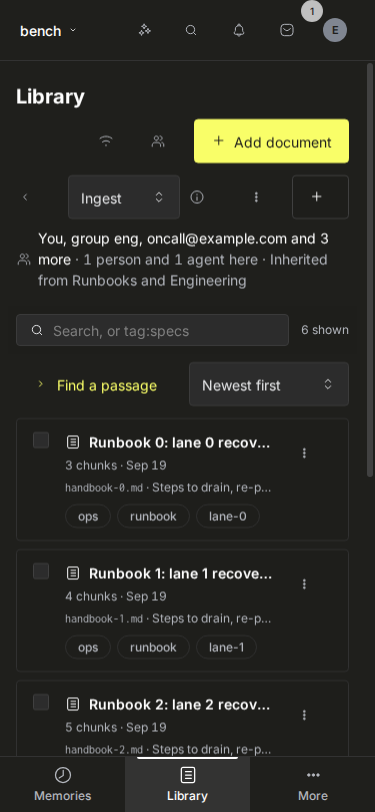 bench
1
E
Library
Add document
Ingest
You, group eng, oncall@example.com and 3
more · 1 person and 1 agent here · Inherited
from Runbooks and Engineering
Search, or tag:specs
6 shown
Find a passage
Newest first
Runbook 0: lane 0 recov...
3 chunks · Sep 19
handbook-0.md · Steps to drain, re-p...
ops runbook lane-0
Runbook 1: lane 1 recove...
4 chunks · Sep 19
handbook-1.md · Steps to drain, re-p...
ops runbook lane-1
Runbook 2: lane 2 recov...
5 chunks · Sep 19
handbook-2.md · Steps to drain, re-p...
Memories
Library
More